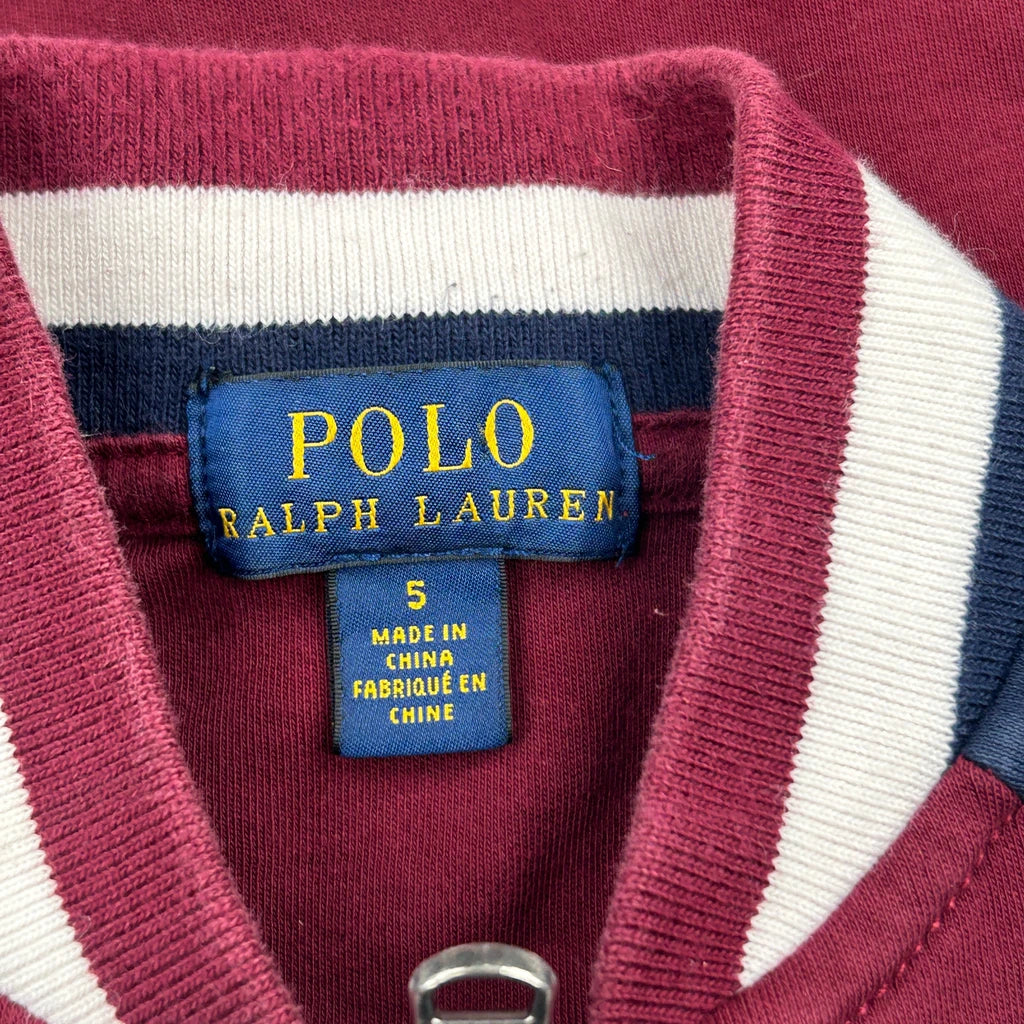 POLO
RALPH LAUREN
5
MADE IN
CHINA
FABRIQUÉ EN
CHINE